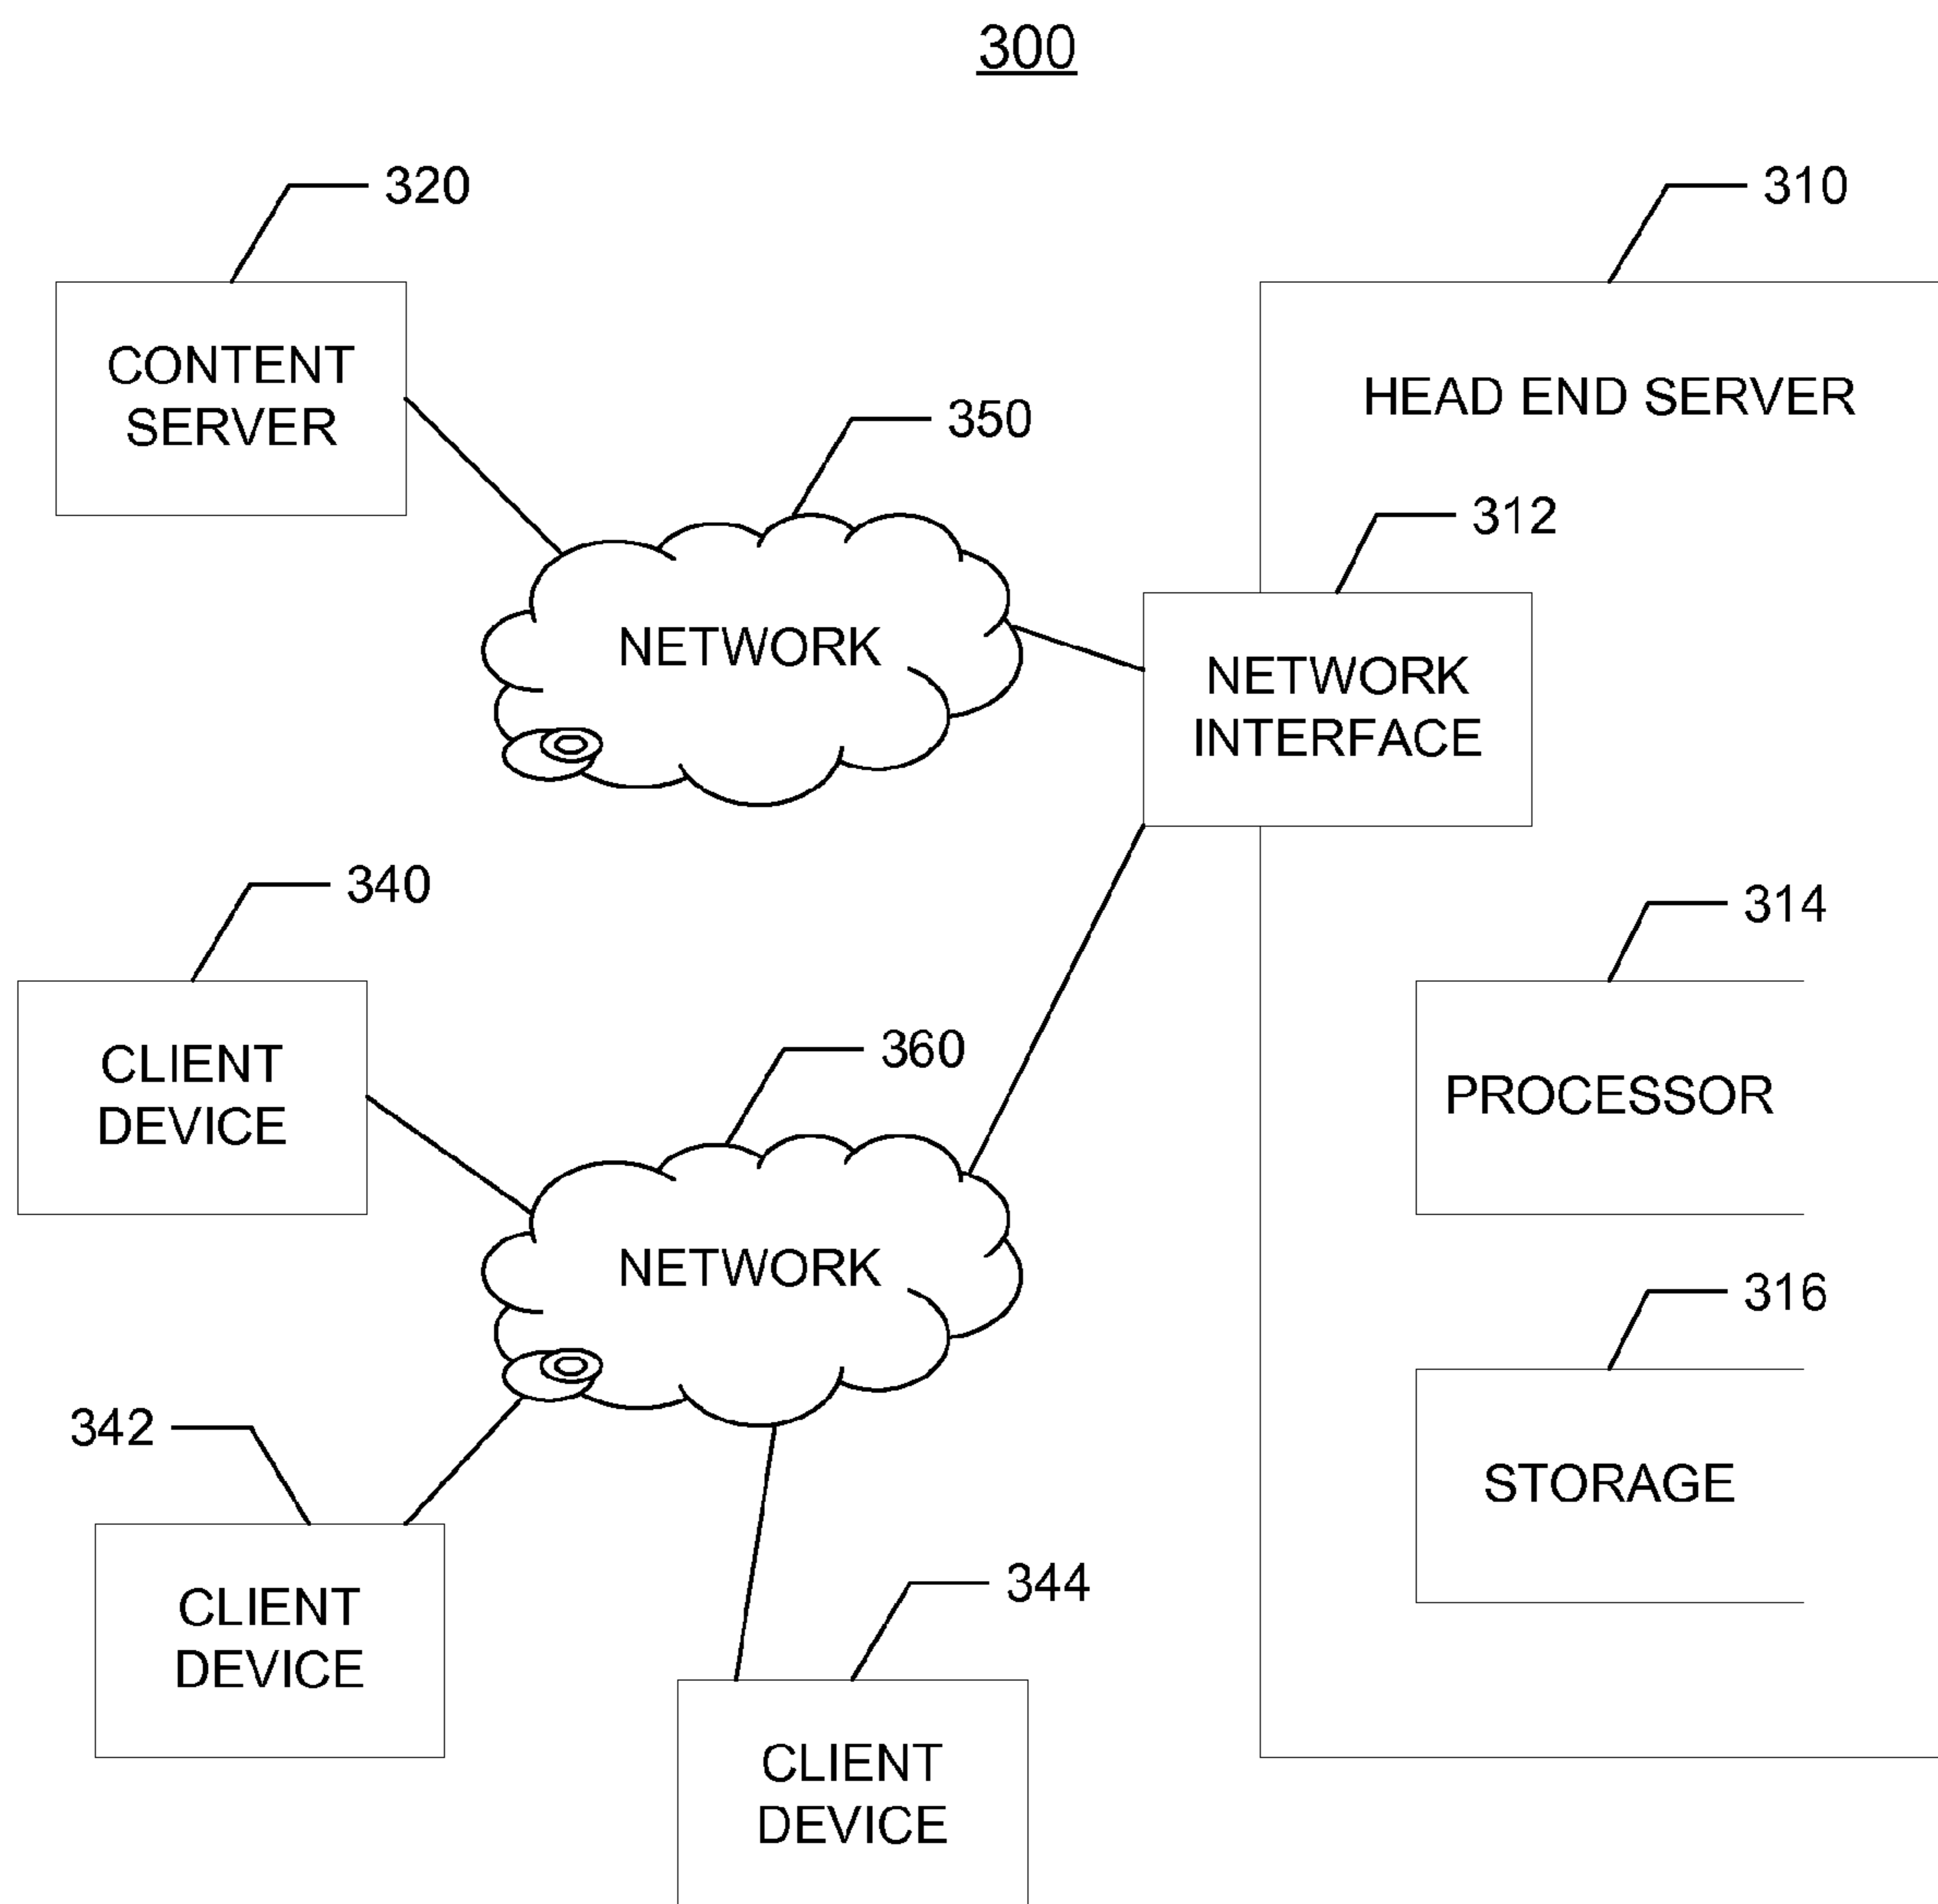 300
320
310
CONTENT
SERVER
HEAD END SERVER
350
312
NETWORK
NETWORK
INTERFACE
340
314
CLIENT
DEVICE
360
PROCESSOR
NETWORK
316
342
STORAGE
CLIENT
DEVICE
344
CLIENT
DEVICE